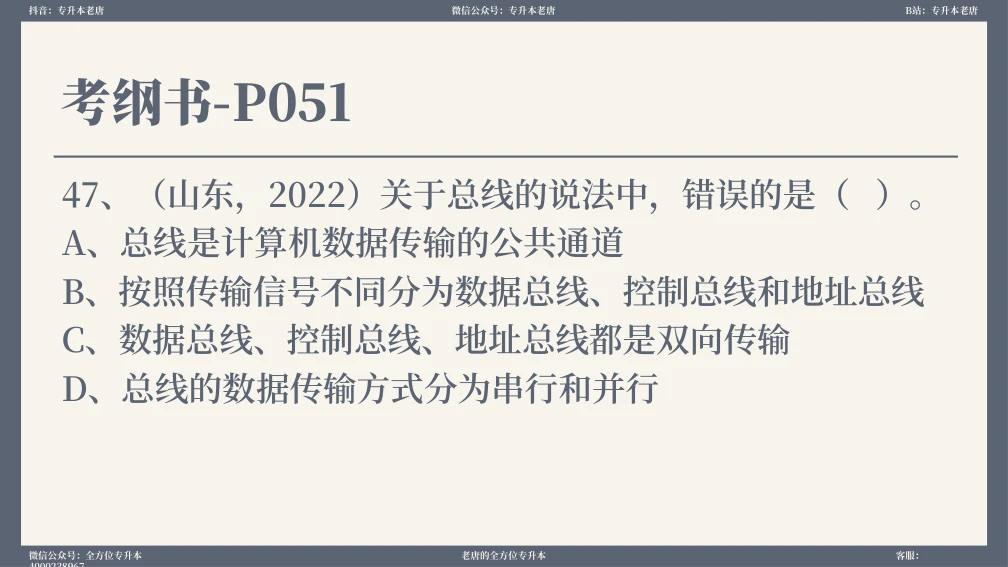 抖音：专升本老唐
微信公众号：专升本老唐
B站：专升本老唐
考纲书-P051
47、（山东，2022）关于总线的说法中，错误的是（ ）。
A、总线是计算机数据传输的公共通道
B、按照传输信号不同分为数据总线、控制总线和地址总线
C、数据总线、控制总线、地址总线都是双向传输
D、总线的数据传输方式分为串行和并行
微信公众号：全方位专升本
老唐的全方位专升本
客服：
4000238967